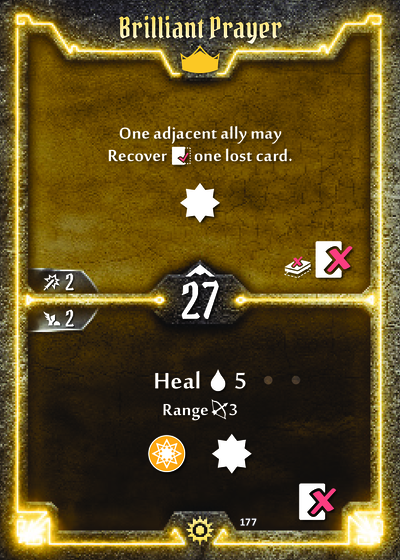 Brilliant Prayer
One adjacent ally may
Recover one lost card.
2
27
2
Heal 5
Range 3
177